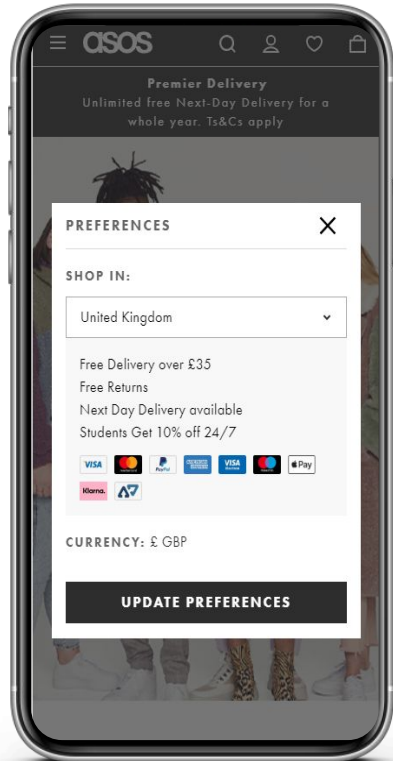 asos
Premier Delivery
Unlimited free Next-Day Delivery for a
whole year. Ts&Cs apply
PREFERENCES
SHOP IN:
United Kingdom
Free Delivery over £35
Free Returns
Next Day Delivery available
Students Get 10% off 24/7
VISA PayPal VISA Pay
Klarna.
CURRENCY: £ GBP
UPDATE PREFERENCES